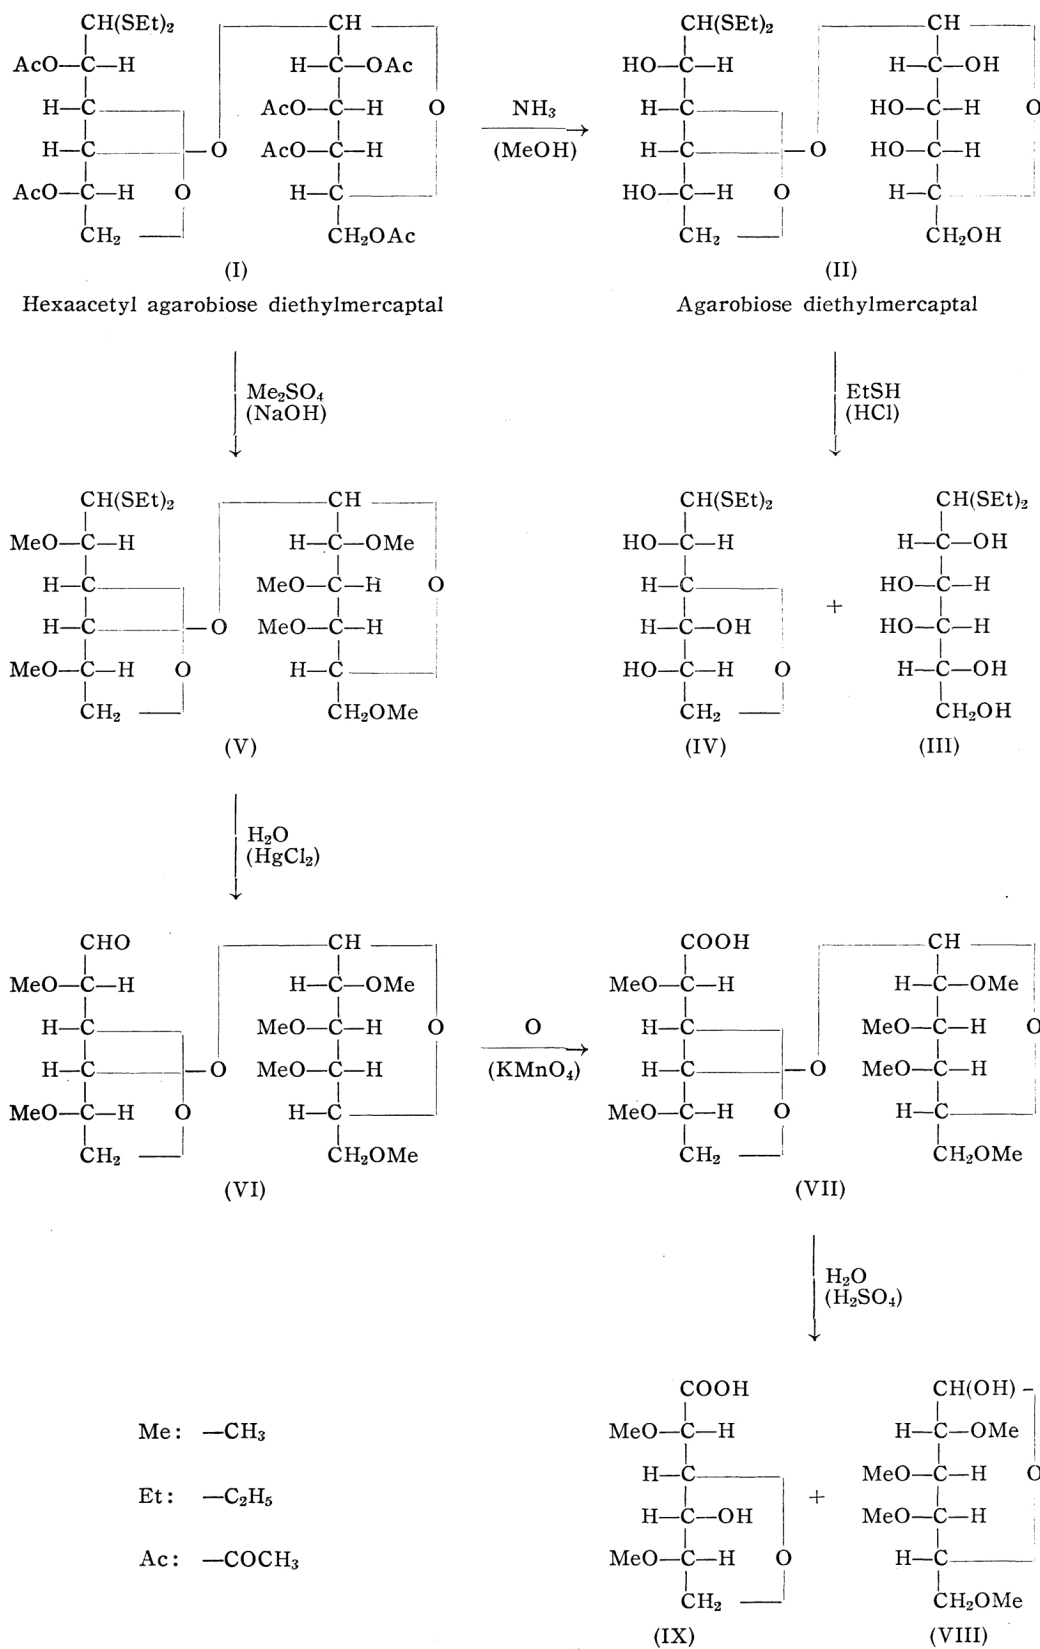 CH(SEt)₂ CH CH(SEt)₂ CH
AcO—C—H H—C—OAc HO—C—H H—C—OH
H—C AcO—C—H O NH₃ H—C HO—C—H O
H—C —O AcO—C—H (MeOH) H—C —O HO—C—H
AcO—C—H O H—C HO—C—H O H—C
CH₂ CH₂OAc CH₂ CH₂OH
(I) (II)
Hexaacetyl agarobiose diethylmercaptal Agarobiose diethylmercaptal
Me₂SO₄ EtSH
(NaOH) (HCl)
CH(SEt)₂ CH CH(SEt)₂ CH(SEt)₂
MeO—C—H H—C—OMe HO—C—H H—C—OH
H—C MeO—C—H O H—C + HO—C—H
H—C —O MeO—C—H H—C—OH HO—C—H
MeO—C—H O H—C HO—C—H O H—C—OH
CH₂ CH₂OMe CH₂ CH₂OH
(V) (IV) (III)
H₂O
(HgCl₂)
CHO CH COOH CH
MeO—C—H H—C—OMe MeO—C—H H—C—OMe
H—C MeO—C—H O O H—C MeO—C—H O
H—C —O MeO—C—H (KMnO₄) H—C —O MeO—C—H
MeO—C—H O H—C MeO—C—H O H—C
CH₂ CH₂OMe CH₂ CH₂OMe
(VI) (VII)
H₂O
(H₂SO₄)
COOH CH(OH)
Me: —CH₃ MeO—C—H H—C—OMe
H—C MeO—C—H O
Et: —C₂H₅ +
H—C—OH MeO—C—H
Ac: —COCH₃ MeO—C—H O H—C
CH₂ CH₂OMe
(IX) (VIII)